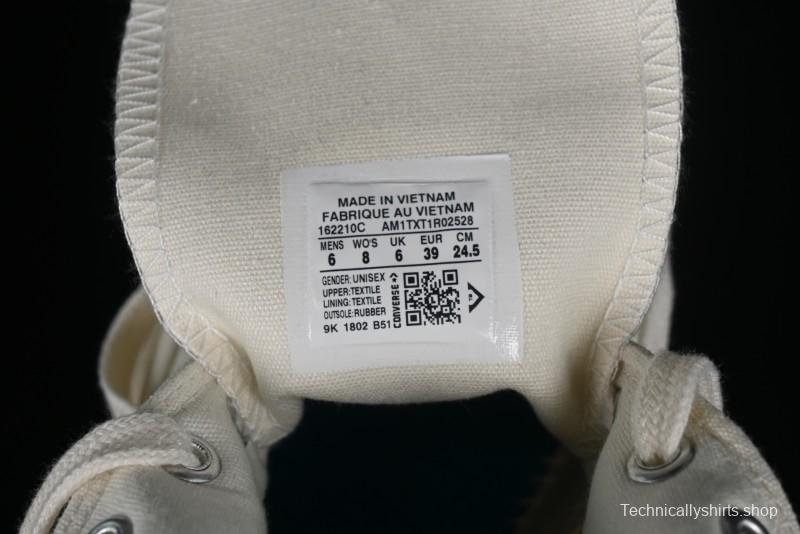 MADE IN VIETNAM
FABRIQUE AU VIETNAM
162210C AM1TXT1R02528
MENS WO'S UK EUR CM
6 8 6 39 24.5
GENDER: UNISEX
UPPER: TEXTILE
LINING: TEXTILE
OUTSOLE: RUBBER
9K 1802 B51
CONVERSE
Technicallyshirts.shop